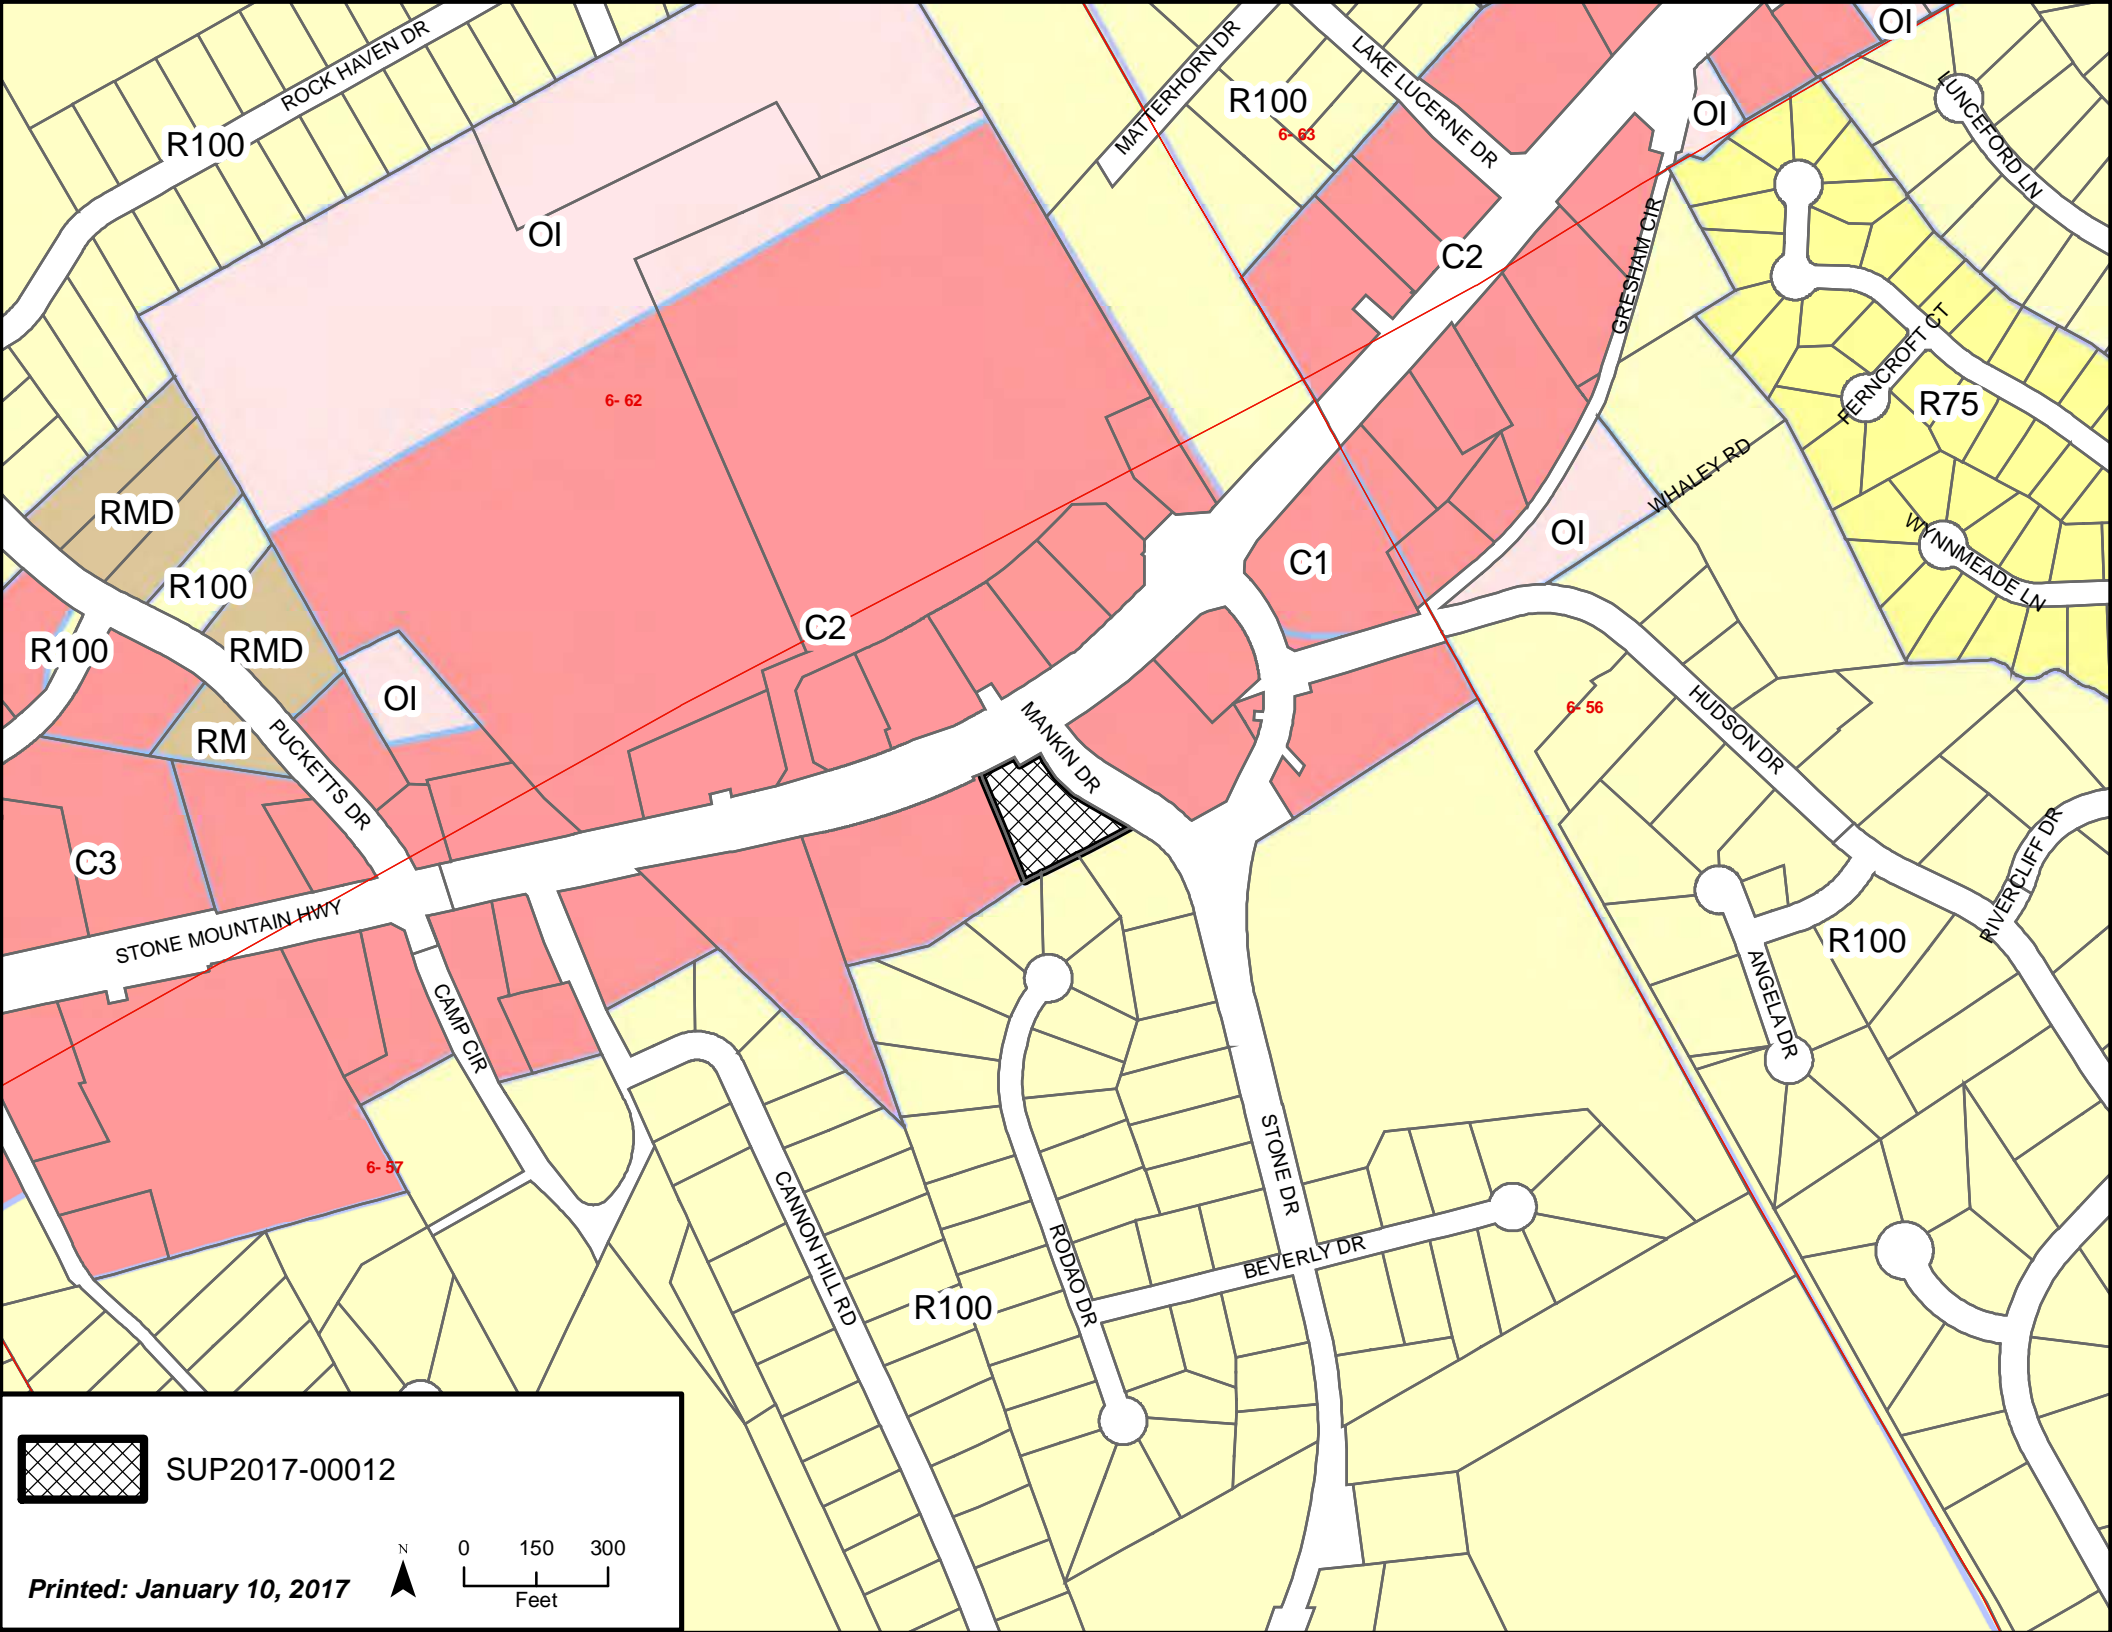 OI
ROCK HAVEN DR
MATTERHORN DR
LAKE LUCERNE DR
R100
6- 63
OI
LUNCEFORD LN
R100
OI
C2
GRESHAM CIR
6- 62
FERNCROFT CT
R75
WHALEY RD
RMD
OI
C1
WYNNMEADE LN
R100
C2
R100
RMD
OI
6- 56
HUDSON DR
RM
PUCKETTS DR
MANKIN DR
C3
RIVERCLIFF DR
STONE MOUNTAIN HWY
R100
CAMP CIR
ANGELA DR
6- 57
STONE DR
CANNON HILL RD
RODAO DR
BEVERLY DR
R100
SUP2017-00012
N
0 150 300
Feet
Printed: January 10, 2017